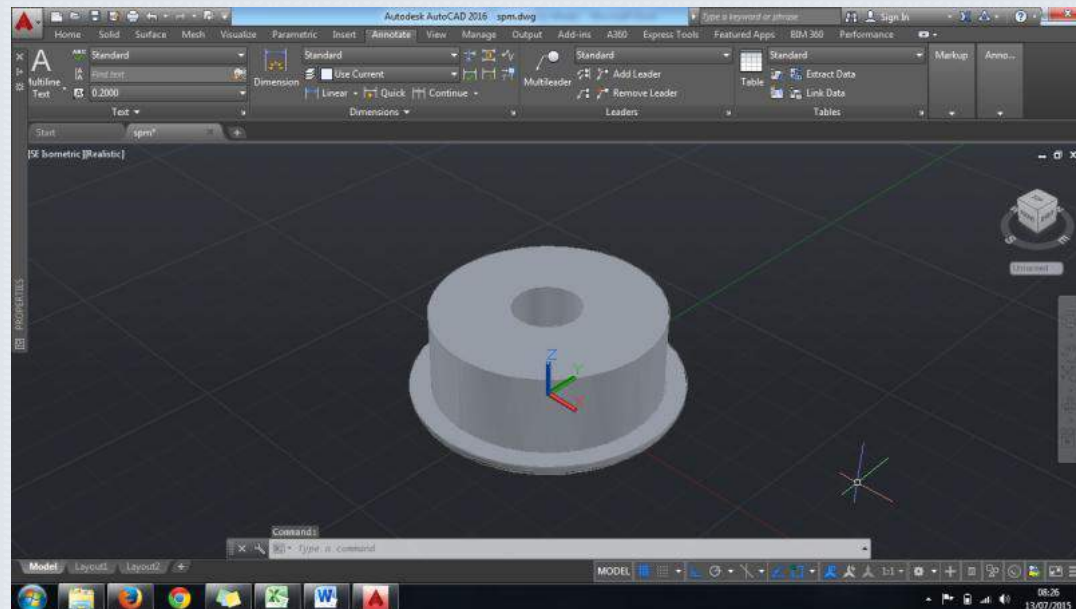 Autodesk AutoCAD 2016 spm.dwg
Type a keyword or phrase
Sign In
Home Solid Surface Mesh Visualize Parametric Insert Annotate View Manage Output Add-ins A360 Express Tools Featured Apps BIM 360 Performance
Multiline Text
Standard
Find text
0.2000
Text
Dimension
Standard
Use Current
Linear Quick Continue
Dimensions
Multileader
Standard
Add Leader
Remove Leader
Leaders
Table
Standard
Extract Data
Link Data
Tables
Markup
Anno...
Start spm*
[SE Isometric][Realistic]
TOP
S E
Unnamed
PROPERTIES
Z
Y
X
Command:
Type a command
Model Layout1 Layout2 +
MODEL
1:1
08:26
13/07/2015